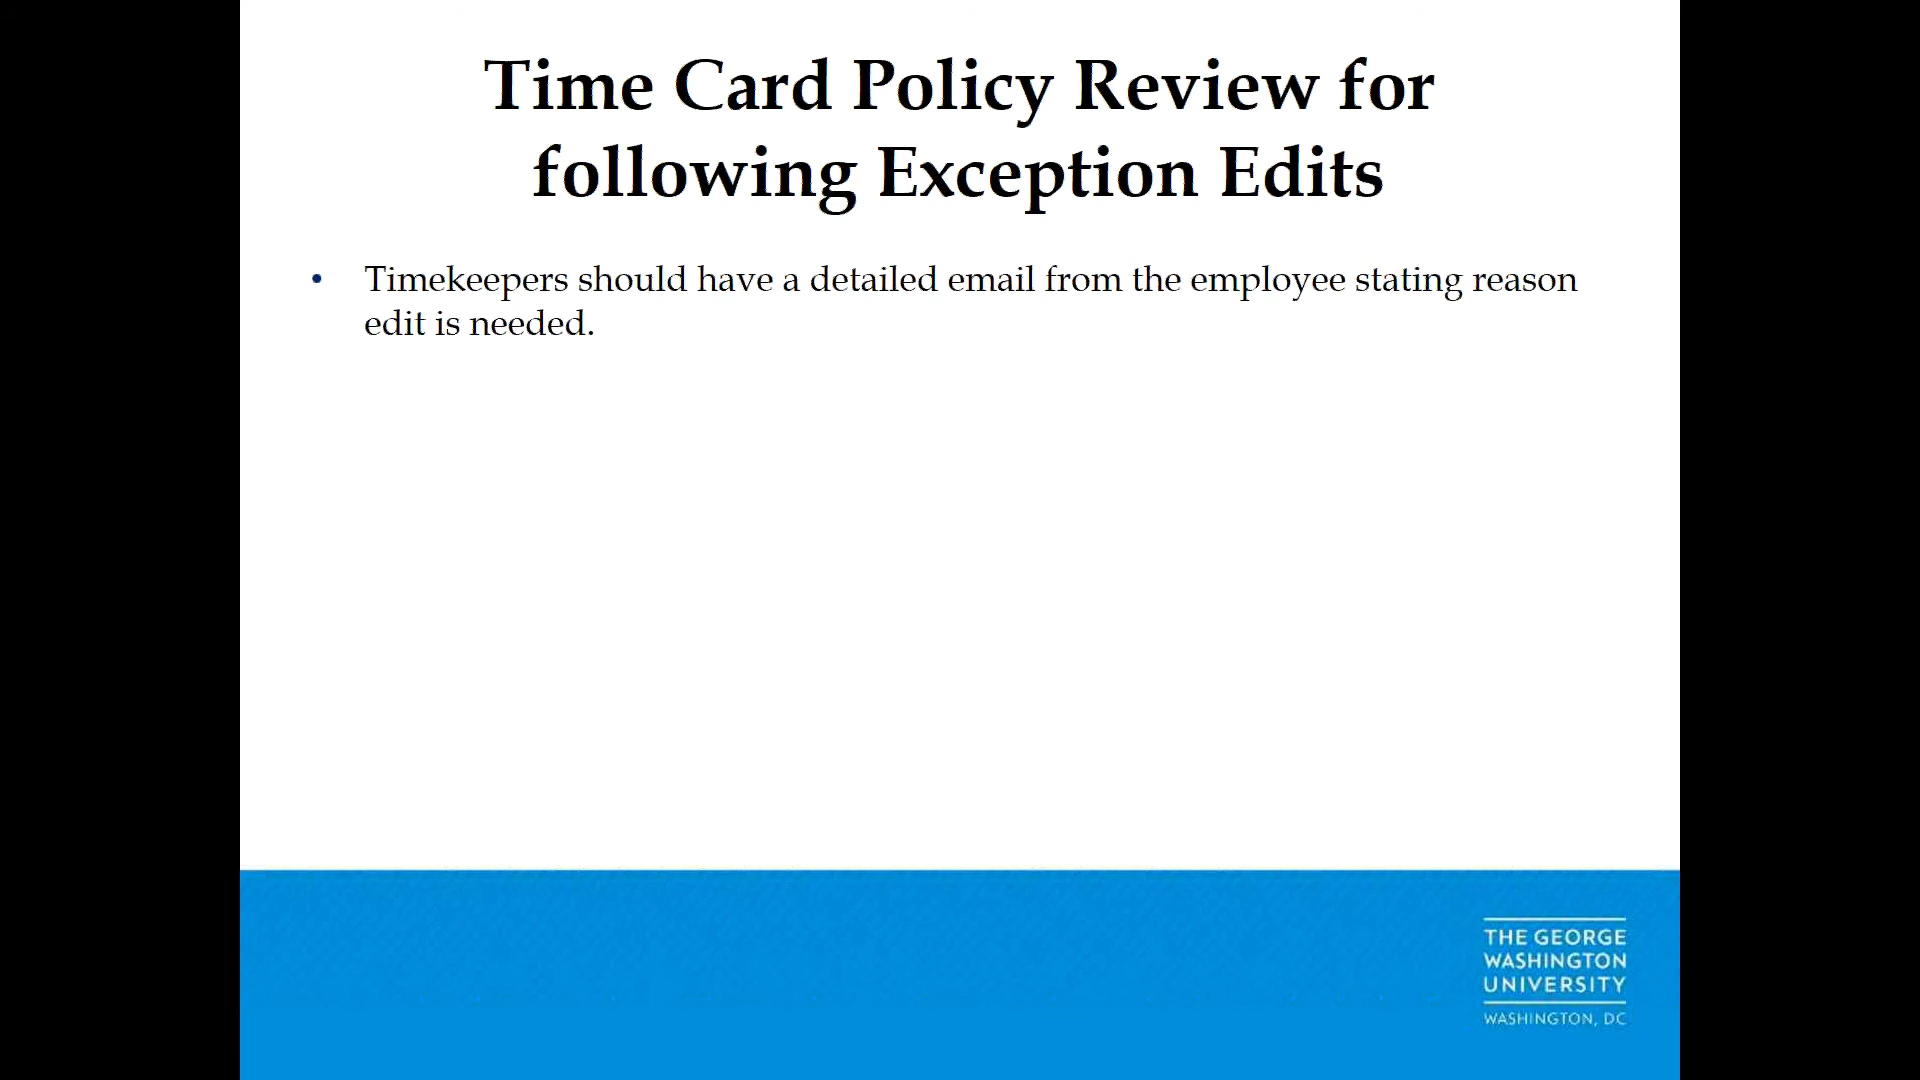 Time Card Policy Review for
following Exception Edits
• Timekeepers should have a detailed email from the employee stating reason
edit is needed.
THE GEORGE
WASHINGTON
UNIVERSITY
WASHINGTON, DC